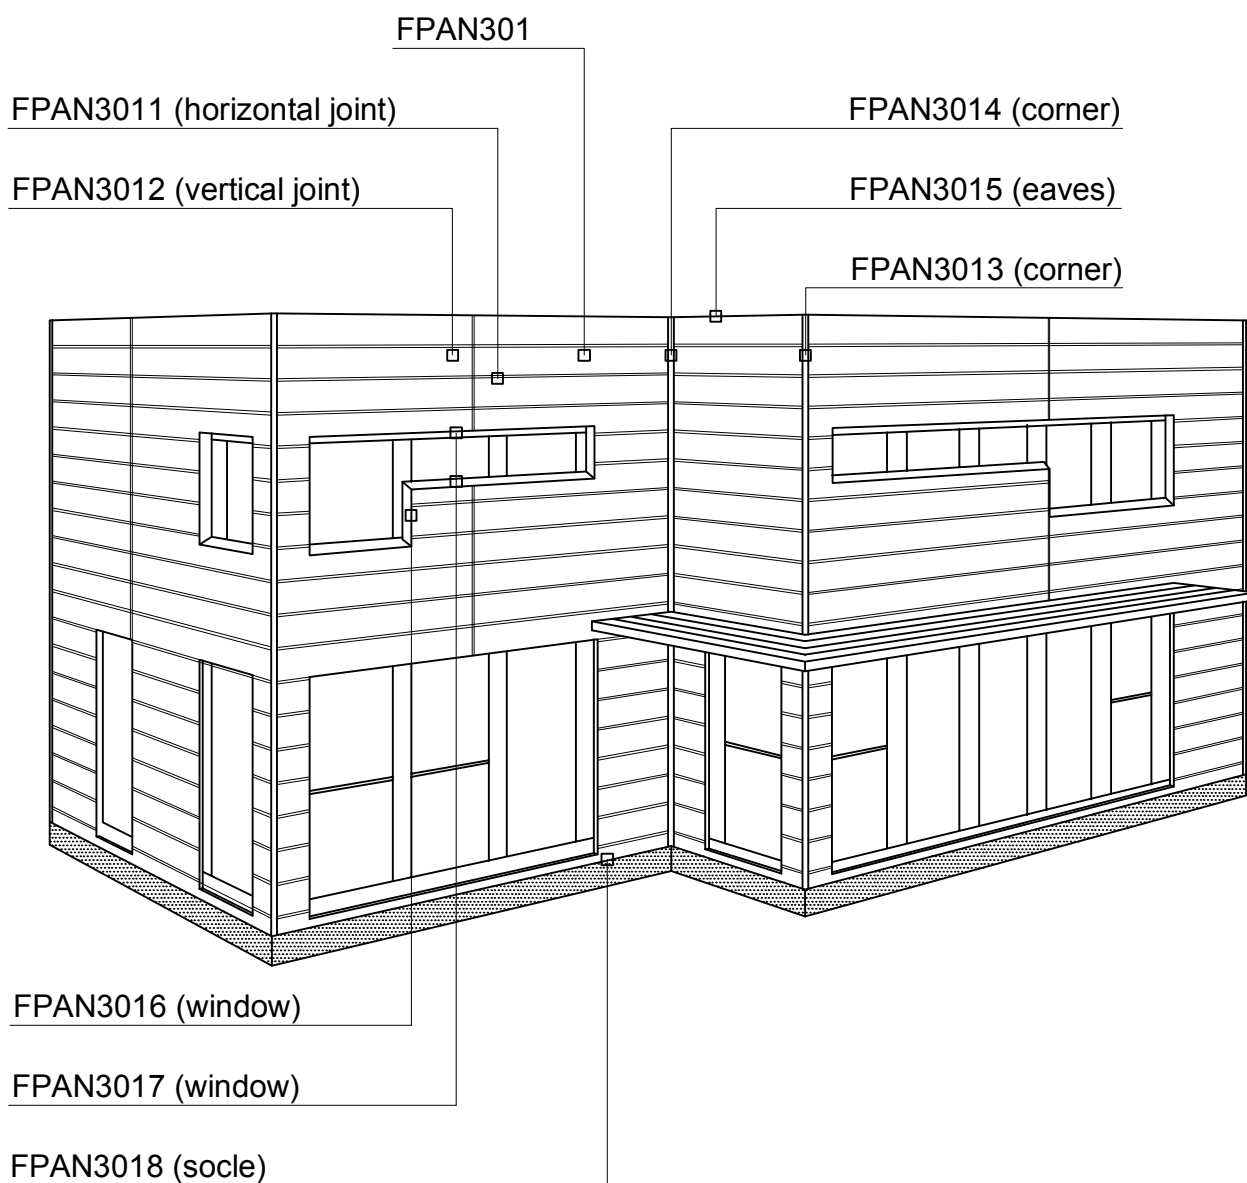 FPAN301
FPAN3011 (horizontal joint)
FPAN3014 (corner)
FPAN3012 (vertical joint)
FPAN3015 (eaves)
FPAN3013 (corner)
FPAN3016 (window)
FPAN3017 (window)
FPAN3018 (socle)